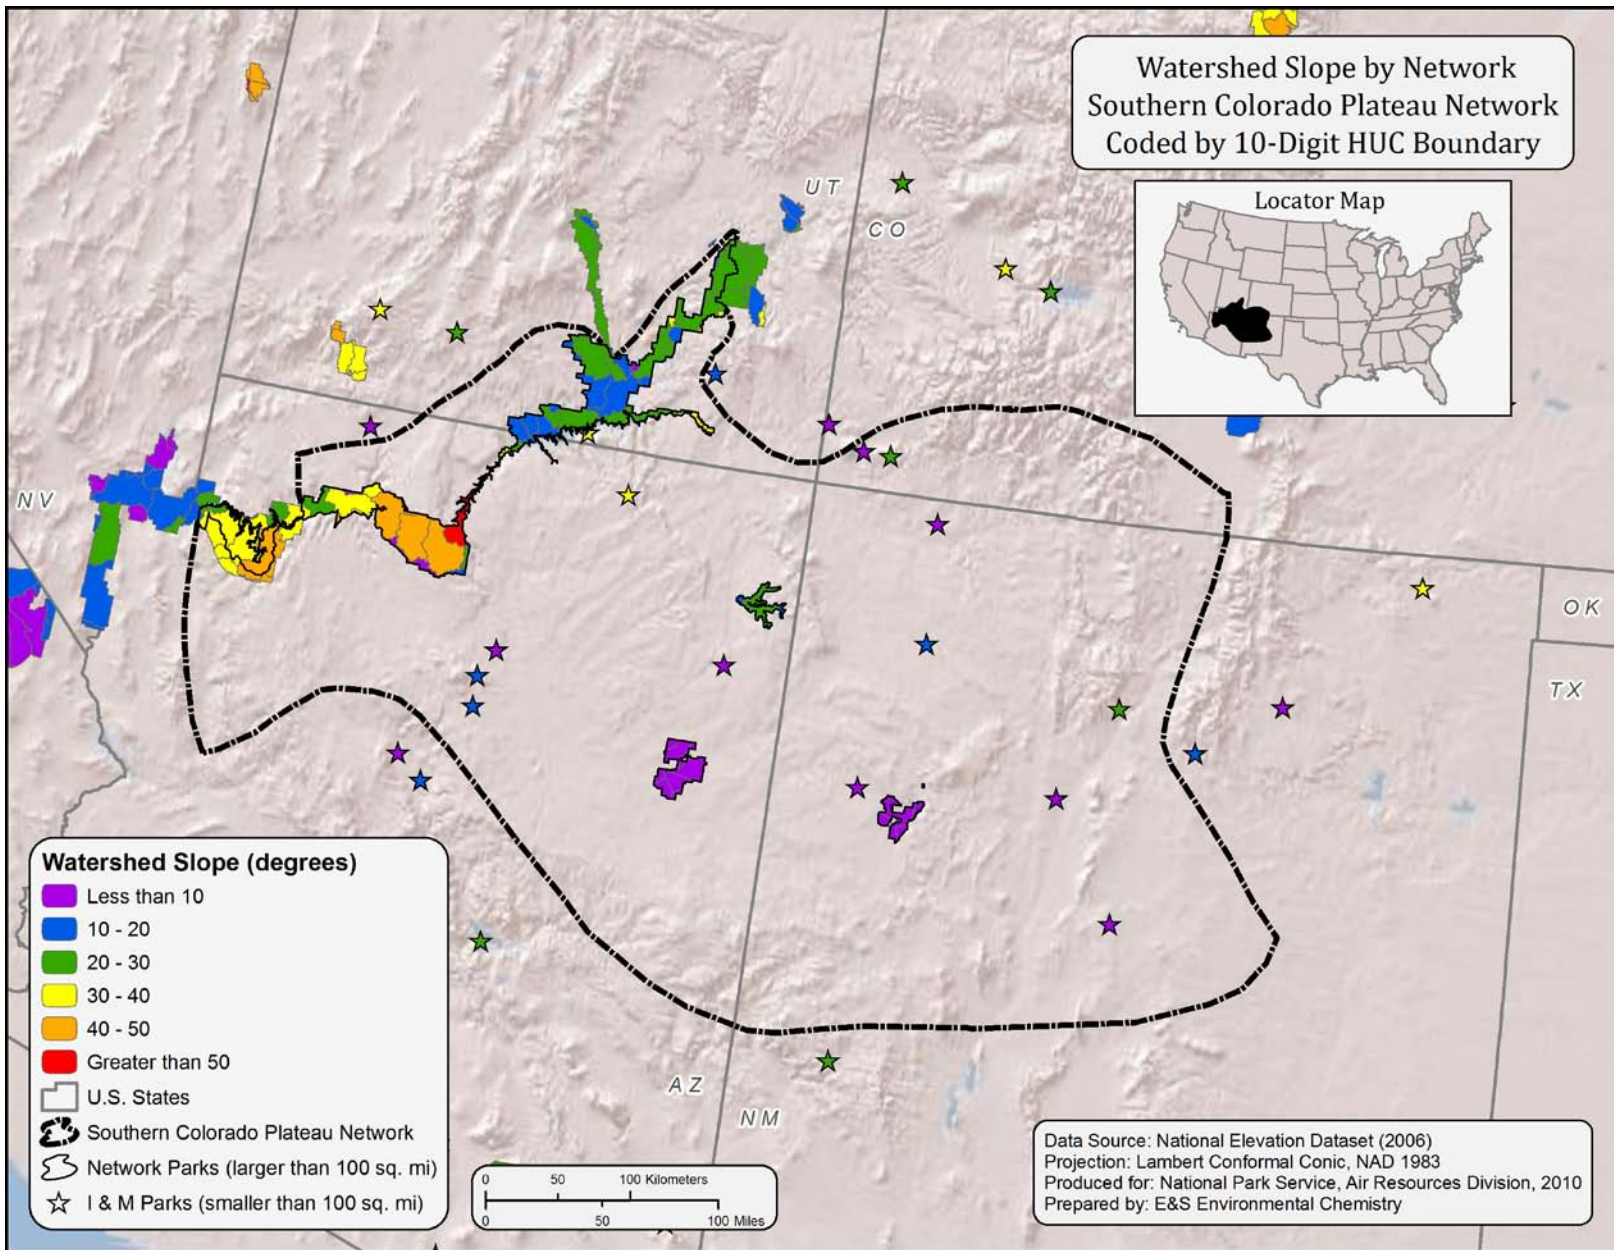 Watershed Slope by Network
Southern Colorado Plateau Network
Coded by 10-Digit HUC Boundary
Locator Map
UT
CO
NV
OK
TX
AZ
NM
Watershed Slope (degrees)
Less than 10
10 - 20
20 - 30
30 - 40
40 - 50
Greater than 50
U.S. States
Southern Colorado Plateau Network
Network Parks (larger than 100 sq. mi)
I & M Parks (smaller than 100 sq. mi)
0 50 100 Kilometers
0 50 100 Miles
Data Source: National Elevation Dataset (2006)
Projection: Lambert Conformal Conic, NAD 1983
Produced for: National Park Service, Air Resources Division, 2010
Prepared by: E&S Environmental Chemistry